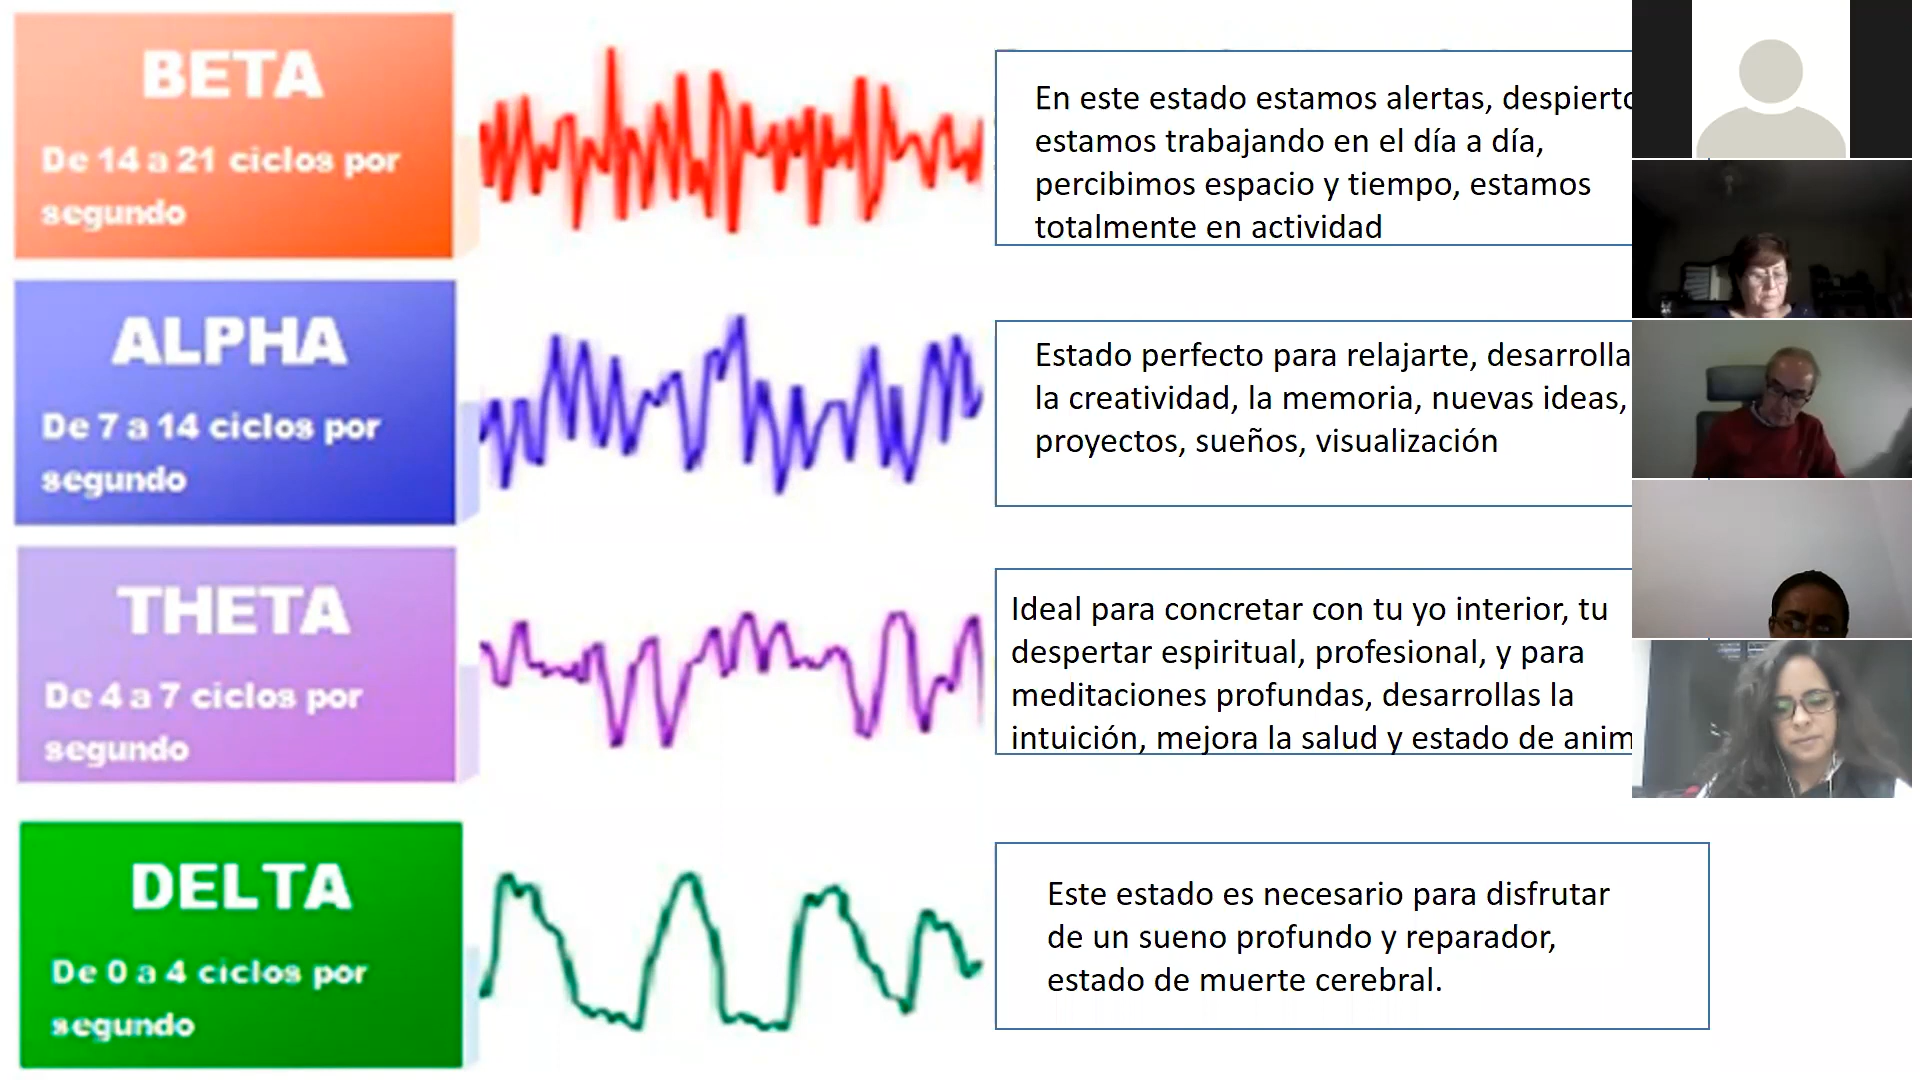 BETA
De 14 a 21 ciclos por
segundo
En este estado estamos alertas, despierto
estamos trabajando en el día a día,
percibimos espacio y tiempo, estamos
totalmente en actividad
ALPHA
De 7 a 14 ciclos por
segundo
Estado perfecto para relajarte, desarrolla
la creatividad, la memoria, nuevas ideas,
proyectos, sueños, visualización
THETA
De 4 a 7 ciclos por
segundo
Ideal para concretar con tu yo interior, tu
despertar espiritual, profesional, y para
meditaciones profundas, desarrollas la
intuición, mejora la salud y estado de anim
DELTA
De 0 a 4 ciclos por
segundo
Este estado es necesario para disfrutar
de un sueno profundo y reparador,
estado de muerte cerebral.